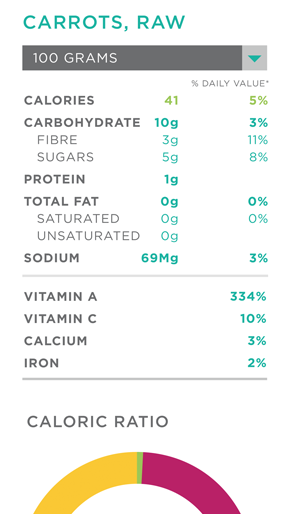 CARROTS, RAW
100 GRAMS
% DAILY VALUE*
CALORIES 41 5%
CARBOHYDRATE 10g 3%
FIBRE 3g 11%
SUGARS 5g 8%
PROTEIN 1g
TOTAL FAT 0g 0%
SATURATED 0g 0%
UNSATURATED 0g
SODIUM 69Mg 3%
VITAMIN A 334%
VITAMIN C 10%
CALCIUM 3%
IRON 2%
CALORIC RATIO